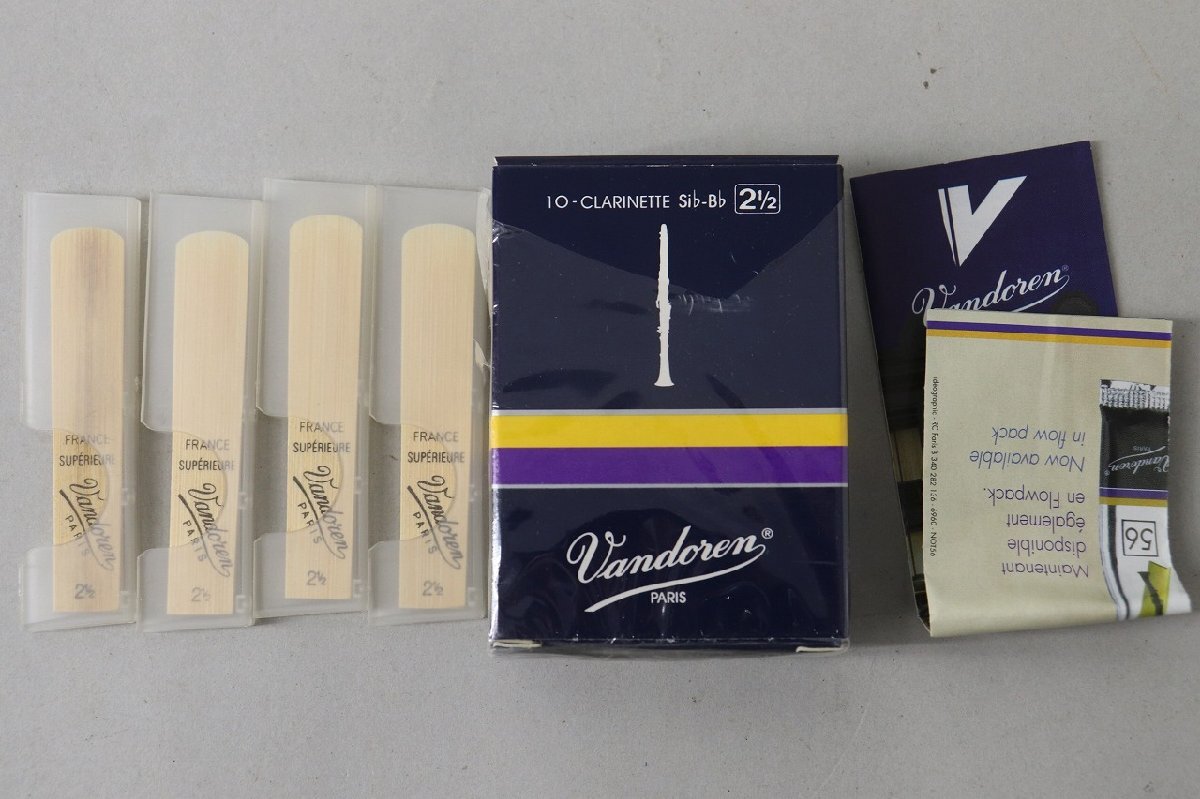 FRANCE
SUPÉRIEURE
Vandoren
PARIS
2½
FRANCE
SUPÉRIEURE
Vandoren
PARIS
2½
FRANCE
SUPÉRIEURE
Vandoren
PARIS
2½
FRANCE
SUPÉRIEURE
Vandoren
PARIS
2½
10-CLARINETTE Si♭-B♭ 2½
Vandoren®
PARIS
V
Vandoren®
Maintenant
disponible
également
en Flowpack.
Now available
in flow pack
Vandoren
PARIS
56